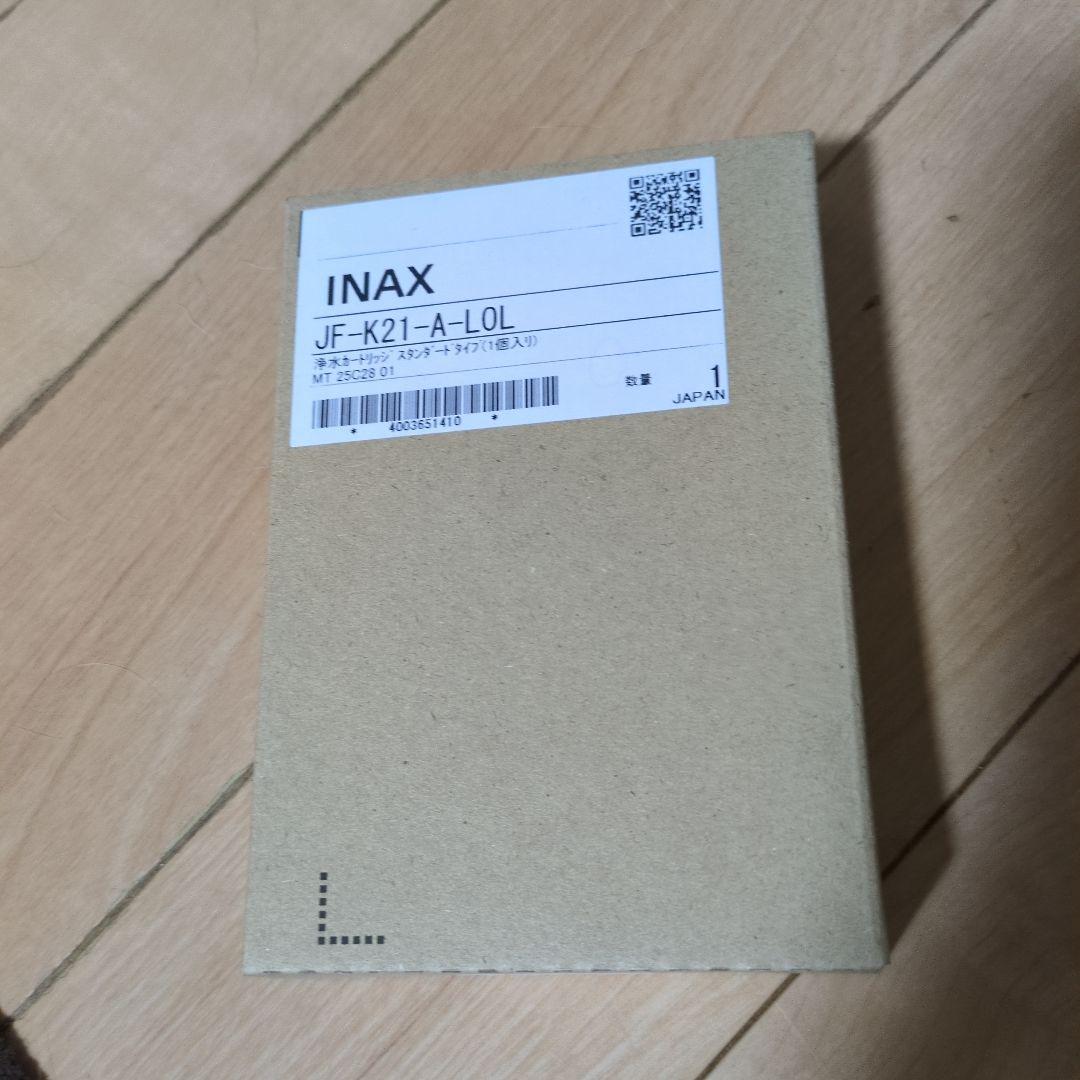 INAX
JF-K21-A-L0L
浄水カートリッジ スタンダードタイプ(1個入り)
MT 25C28 01
数量 1
JAPAN
* 4003651410 *